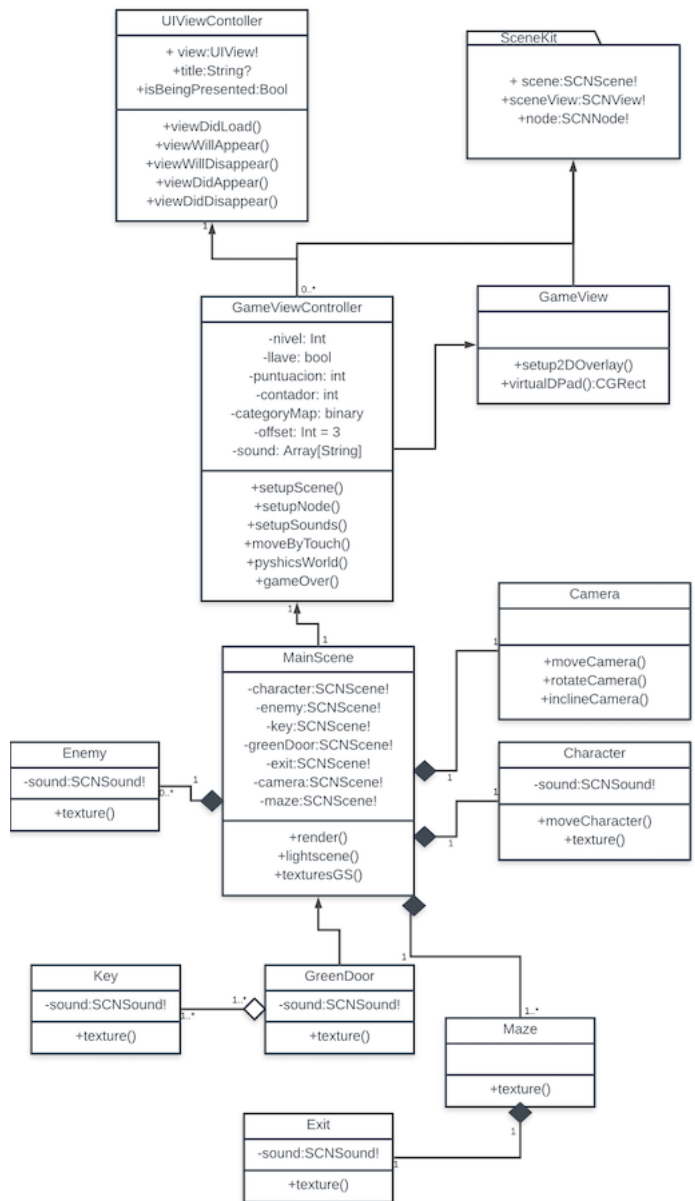 UIViewContoller
+ view:UIView!
+title:String?
+isBeingPresented:Bool
+viewDidLoad()
+viewWillAppear()
+viewWillDisappear()
+viewDidAppear()
+viewDidDisappear()
1
SceneKit
+ scene:SCNScene!
+sceneView:SCNView!
+node:SCNNode!
0..*
GameViewController
-nivel: Int
-llave: bool
-puntuacion: int
-contador: int
-categoryMap: binary
-offset: Int = 3
-sound: Array[String]
+setupScene()
+setupNode()
+setupSounds()
+moveByTouch()
+pyshicsWorld()
+gameOver()
1
GameView
+setup2DOverlay()
+virtualDPad():CGRect
1
MainScene
-character:SCNScene!
-enemy:SCNScene!
-key:SCNScene!
-greenDoor:SCNScene!
-exit:SCNScene!
-camera:SCNScene!
-maze:SCNScene!
+render()
+lightscene()
+texturesGS()
Camera
+moveCamera()
+rotateCamera()
+inclineCamera()
1
1
Enemy
-sound:SCNSound!
+texture()
1
0..*
Character
-sound:SCNSound!
+moveCharacter()
+texture()
1
1
Key
-sound:SCNSound!
+texture()
1..*
1..*
GreenDoor
-sound:SCNSound!
+texture()
1
1..*
Maze
+texture()
1
Exit
-sound:SCNSound!
+texture()
1